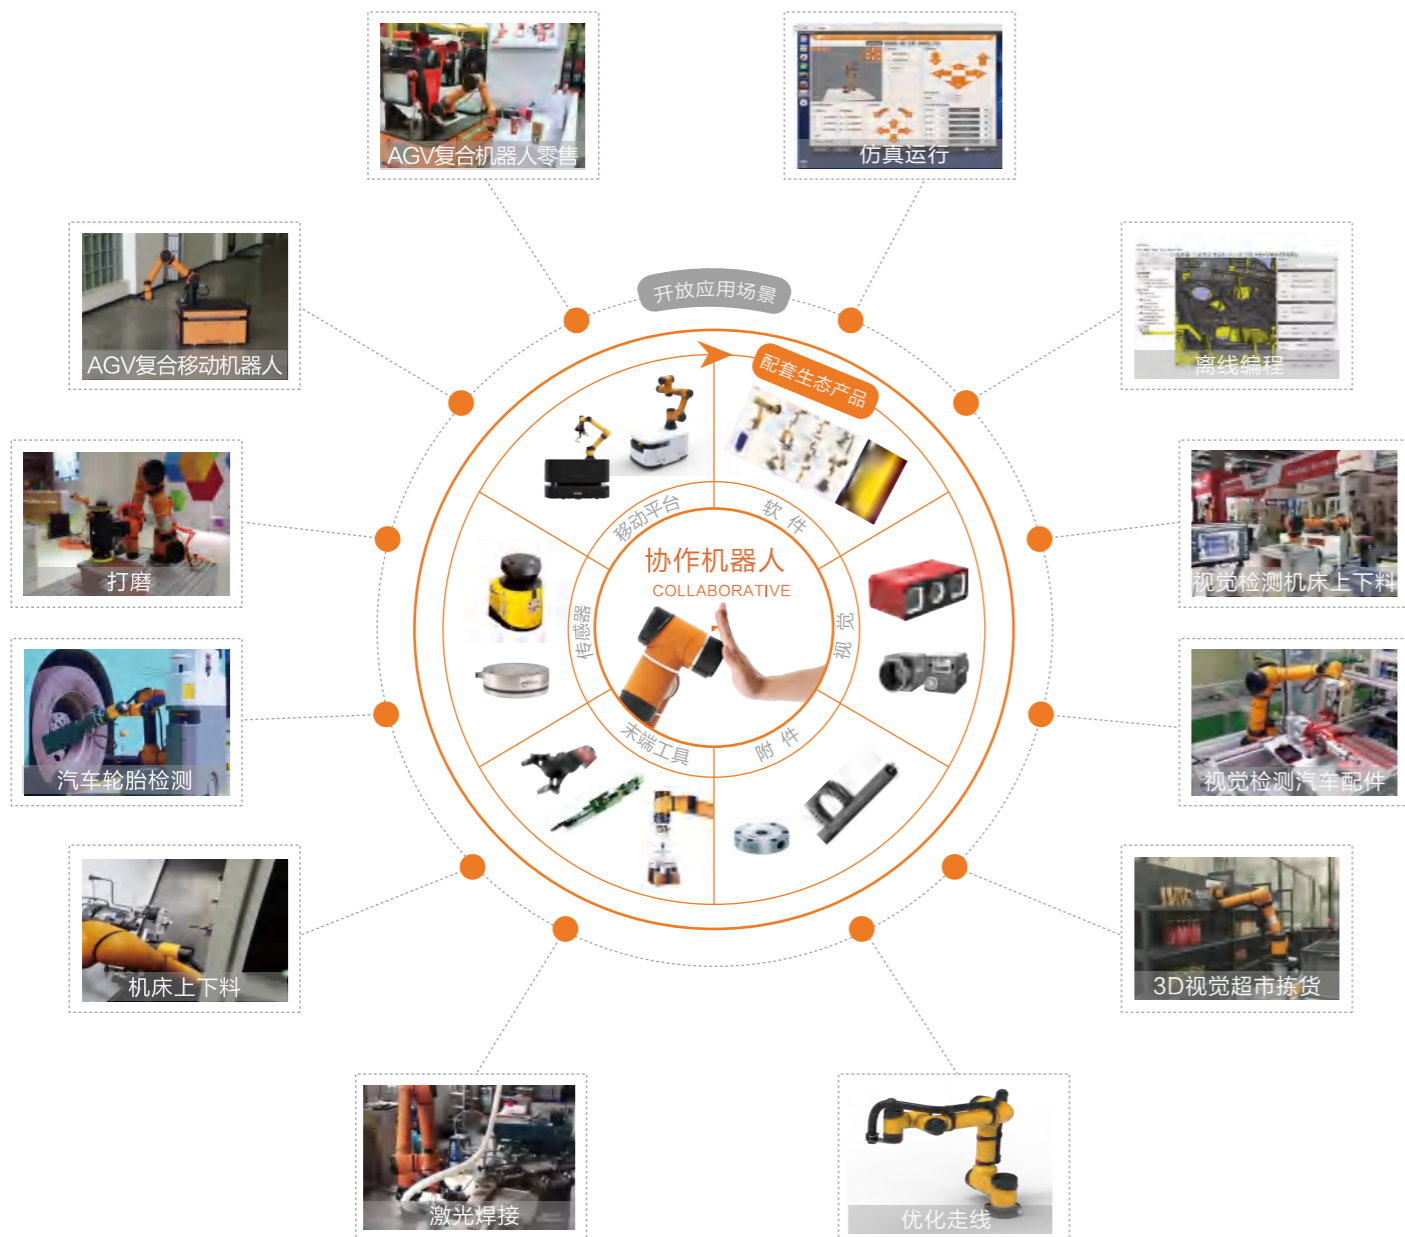 AGV复合机器人零售
仿真运行
AGV复合移动机器人
开放应用场景
离线编程
配套生态产品
移动平台
软件
打磨
协作机器人
COLLABORATIVE
视觉检测机床上下料
传感器
视觉
汽车轮胎检测
末端工具
附件
视觉检测汽车配件
机床上下料
3D视觉超市拣货
激光焊接
优化走线